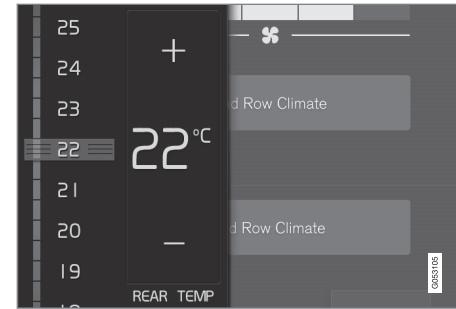 25
24
23
22
21
20
19
+
22°C
–
REAR TEMP
d Row Climate
d Row Climate
G053105